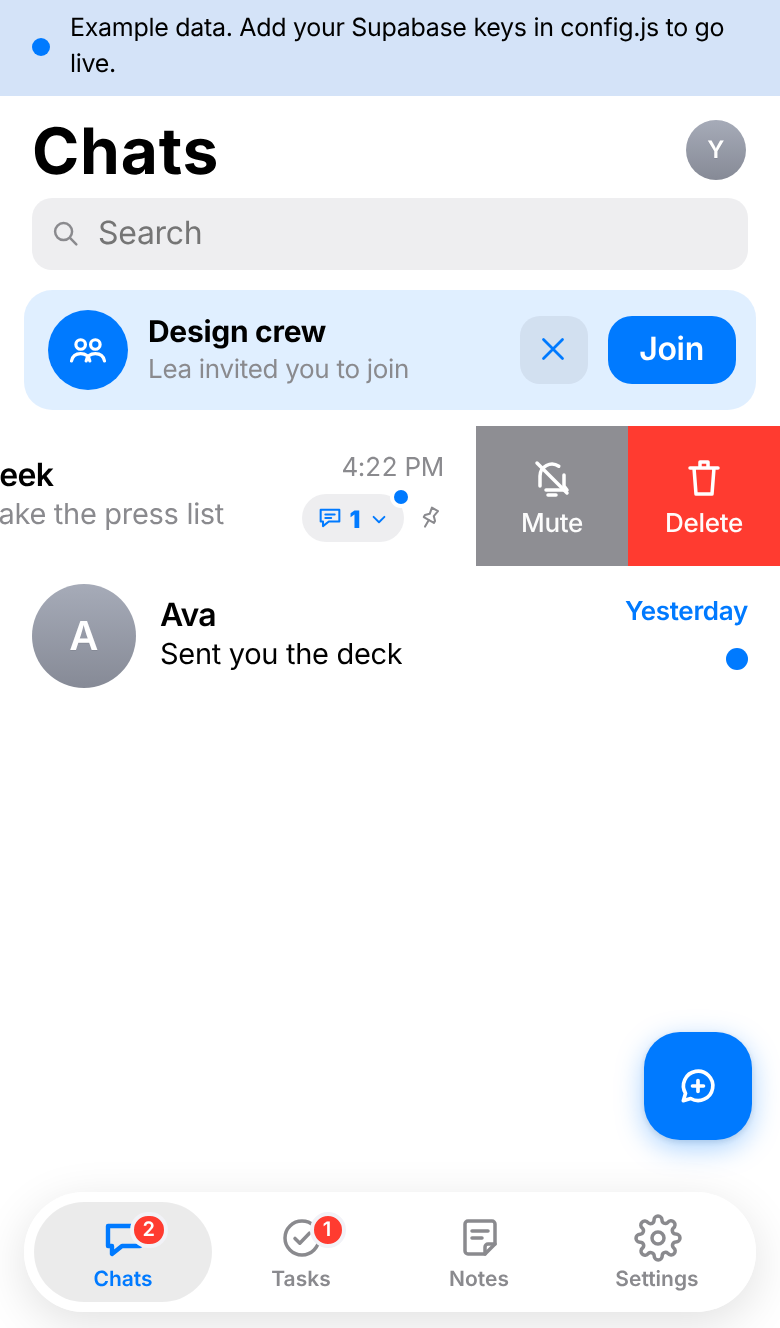 Example data. Add your Supabase keys in config.js to go
live.
Chats
Y
Search
Design crew
Lea invited you to join
Join
eek
4:22 PM
ake the press list
1
Mute
Delete
A
Ava
Yesterday
Sent you the deck
2
1
Chats
Tasks
Notes
Settings